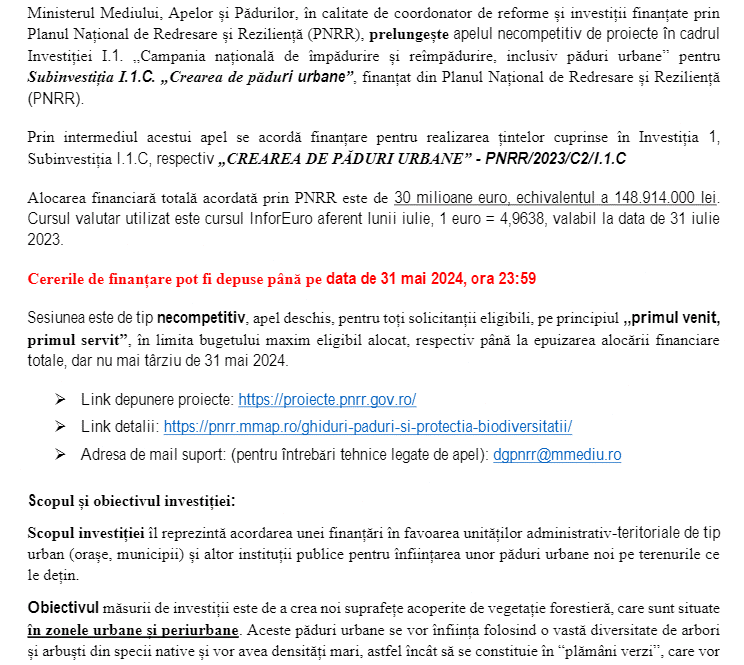 Ministerul Mediului, Apelor și Pădurilor, în calitate de coordonator de reforme și investiții finanțate prin
Planul Național de Redresare și Reziliență (PNRR), prelungește apelul necompetitiv de proiecte în cadrul
Investiției I.1. „Campania națională de împădurire și reîmpădurire, inclusiv păduri urbane” pentru
Subinvestiția I.1.C. „Crearea de păduri urbane”, finanțat din Planul Național de Redresare și Reziliență
(PNRR).
Prin intermediul acestui apel se acordă finanțare pentru realizarea țintelor cuprinse în Investiția 1,
Subinvestiția I.1.C, respectiv „CREAREA DE PĂDURI URBANE” - PNRR/2023/C2/I.1.C
Alocarea financiară totală acordată prin PNRR este de 30 milioane euro, echivalentul a 148.914.000 lei.
Cursul valutar utilizat este cursul InforEuro aferent lunii iulie, 1 euro = 4,9638, valabil la data de 31 iulie
2023.
Cererile de finanțare pot fi depuse până pe data de 31 mai 2024, ora 23:59
Sesiunea este de tip necompetitiv, apel deschis, pentru toți solicitanții eligibili, pe principiul „primul venit,
primul servit”, în limita bugetului maxim eligibil alocat, respectiv până la epuizarea alocării financiare
totale, dar nu mai târziu de 31 mai 2024.
➢ Link depunere proiecte: https://proiecte.pnrr.gov.ro/
➢ Link detalii: https://pnrr.mmap.ro/ghiduri-paduri-si-protectia-biodiversitatii/
➢ Adresa de mail suport: (pentru întrebări tehnice legate de apel): dgpnrr@mmediu.ro
Scopul și obiectivul investiției:
Scopul investiției îl reprezintă acordarea unei finanțări în favoarea unităților administrativ-teritoriale de tip
urban (orașe, municipii) și altor instituții publice pentru înființarea unor păduri urbane noi pe terenurile ce
le dețin.
Obiectivul măsurii de investiții este de a crea noi suprafețe acoperite de vegetație forestieră, care sunt situate
în zonele urbane și periurbane. Aceste păduri urbane se vor înființa folosind o vastă diversitate de arbori
și arbuști din specii native și vor avea densități mari, astfel încât să se constituie în “plămâni verzi”, care vor